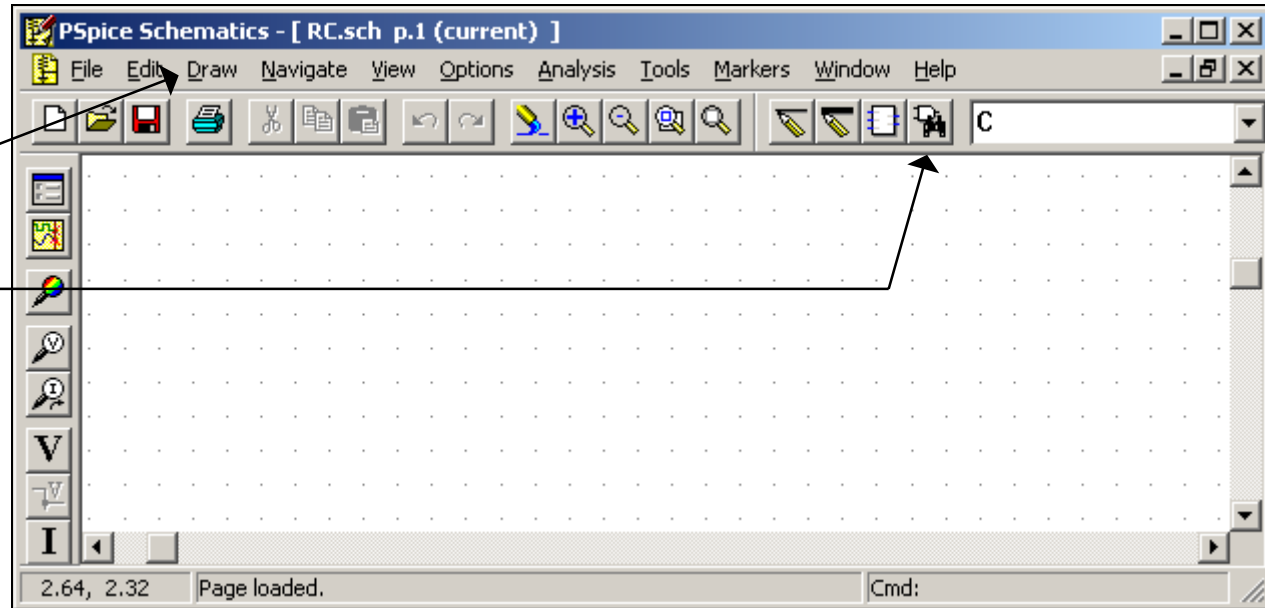 PSpice Schematics - [ RC.sch p.1 (current) ]
File Edit Draw Navigate View Options Analysis Tools Markers Window Help
C
V
I
V
V
I
2.64, 2.32 Page loaded. Cmd: